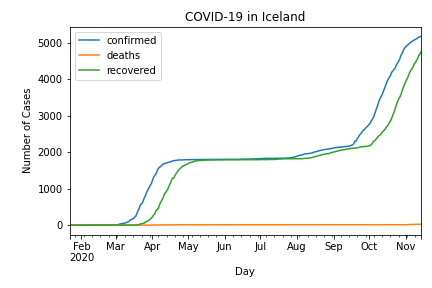 COVID-19 in Iceland
confirmed
deaths
recovered
Number of Cases
5000
4000
3000
2000
1000
0
Feb Mar Apr May Jun Jul Aug Sep Oct Nov
2020
Day